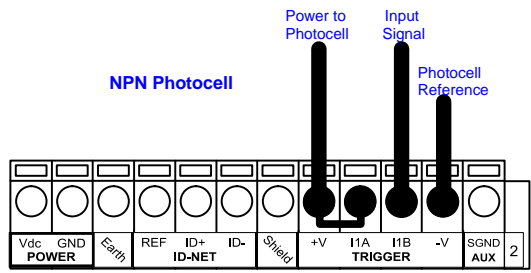 Power to
Photocell
Input
Signal
Photocell
Reference
NPN Photocell
Vdc GND Earth REF ID+ ID- Shield +V I1A I1B -V SGND 2
POWER ID-NET TRIGGER AUX